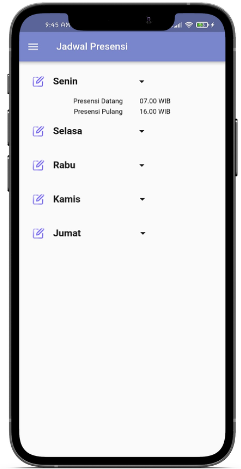 9:45 AM
Jadwal Presensi
Senin
Presensi Datang 07.00 WIB
Presensi Pulang 16.00 WIB
Selasa
Rabu
Kamis
Jumat